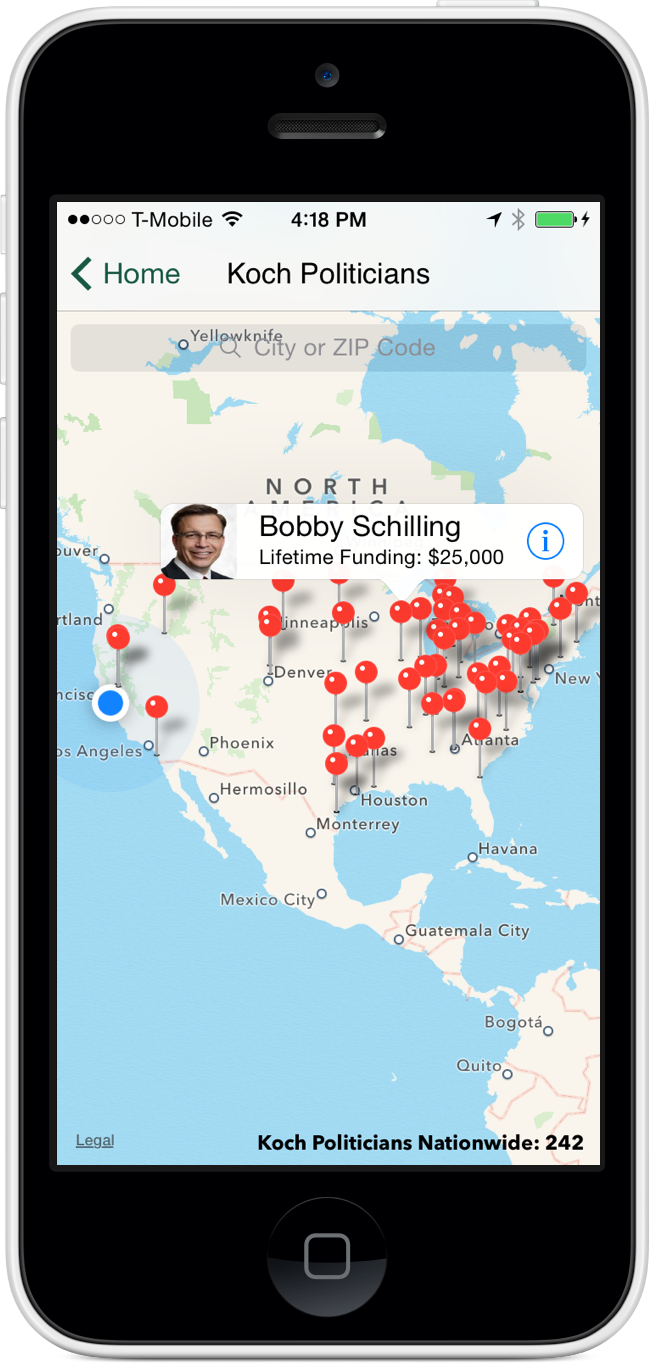 T-Mobile 4:18 PM
Home Koch Politicians
Yellowknife
City or ZIP Code
NORTH
AMERICA
Bobby Schilling
Lifetime Funding: $25,000
i
ouver
rtland
Minneapolis
Denver
ncisc
New Y
os Angeles
Phoenix
Atlanta
Hermosillo
Houston
Monterrey
Havana
Mexico City
Guatemala City
Bogotá
Quito
Legal
Koch Politicians Nationwide: 242